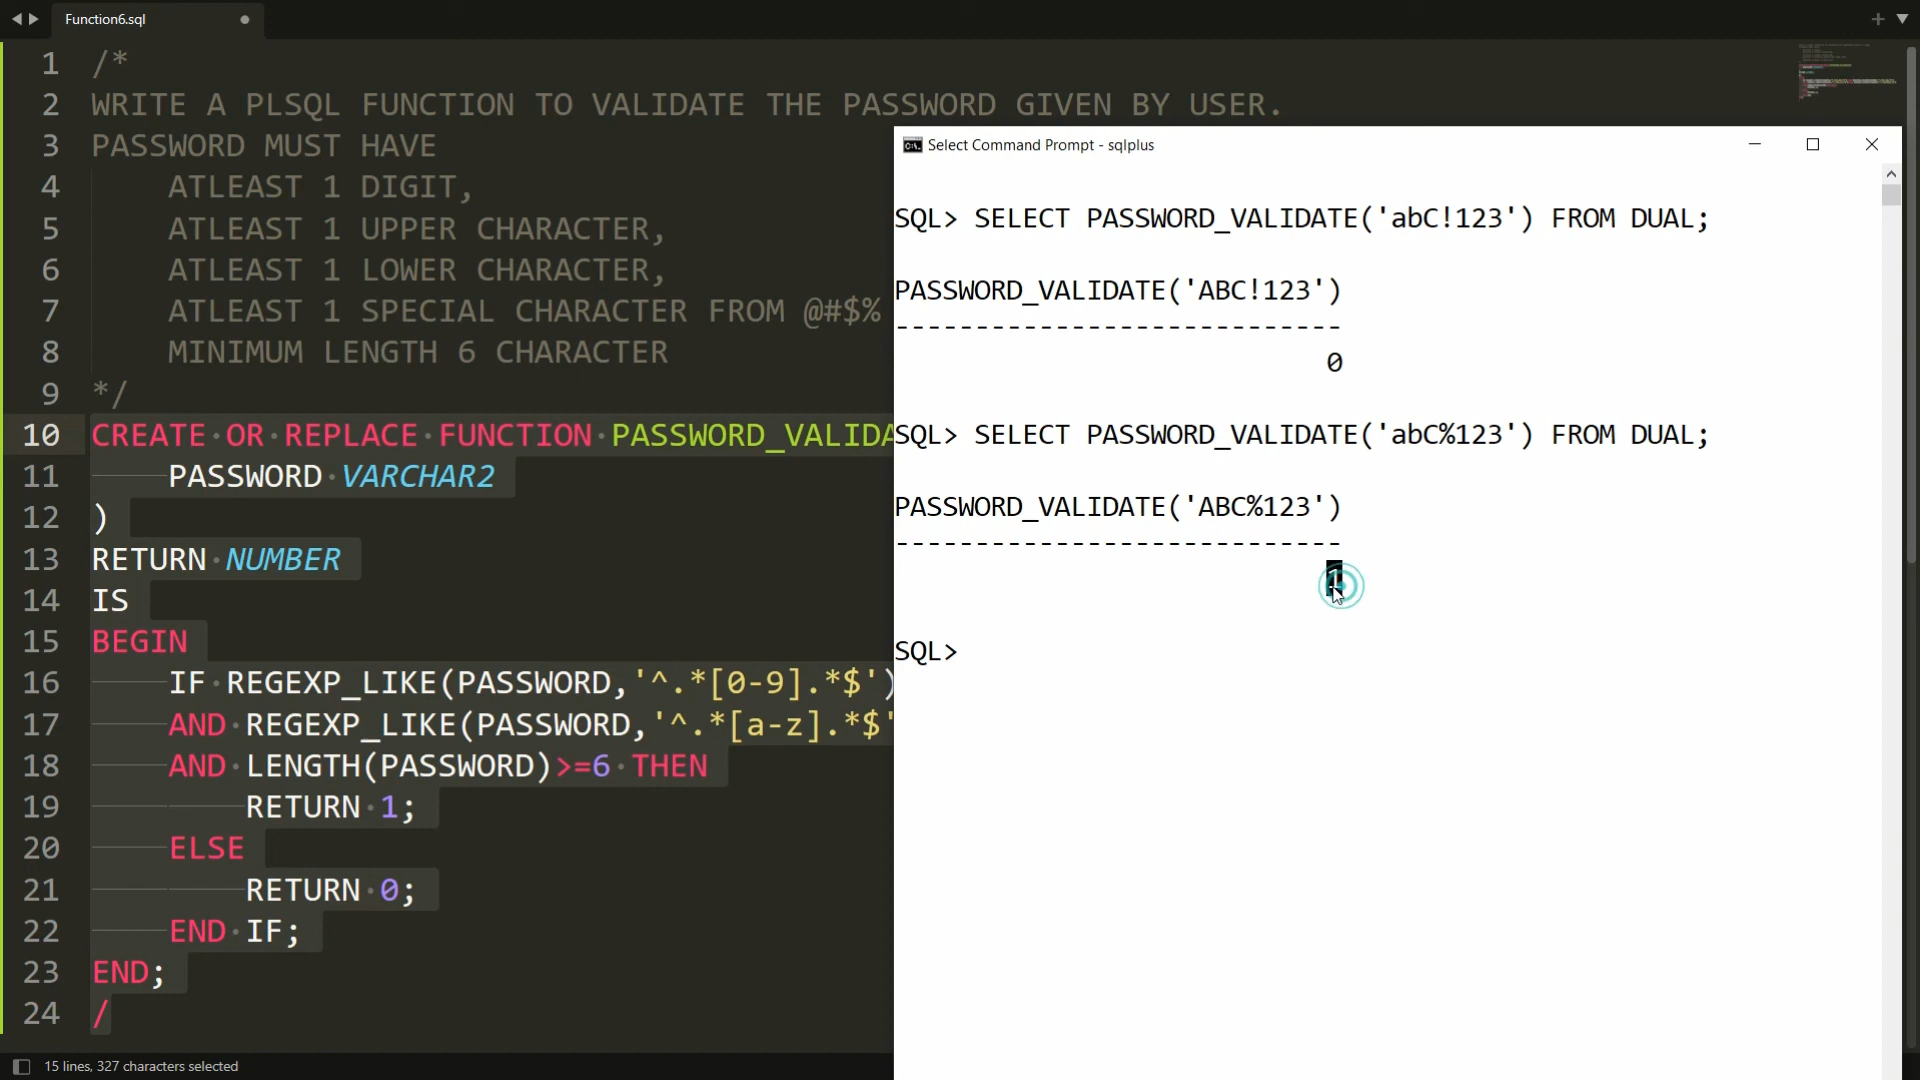 Function6.sql
1 /*
2 WRITE A PLSQL FUNCTION TO VALIDATE THE PASSWORD GIVEN BY USER.
3 PASSWORD MUST HAVE
4 ATLEAST 1 DIGIT,
5 ATLEAST 1 UPPER CHARACTER,
6 ATLEAST 1 LOWER CHARACTER,
7 ATLEAST 1 SPECIAL CHARACTER FROM @#$%
8 MINIMUM LENGTH 6 CHARACTER
9 */
10 CREATE OR REPLACE FUNCTION PASSWORD_VALIDA
11 PASSWORD VARCHAR2
12 )
13 RETURN NUMBER
14 IS
15 BEGIN
16 IF REGEXP_LIKE(PASSWORD,'^.*[0-9].*$')
17 AND REGEXP_LIKE(PASSWORD,'^.*[a-z].*$'
18 AND LENGTH(PASSWORD)>=6 THEN
19 RETURN 1;
20 ELSE
21 RETURN 0;
22 END IF;
23 END;
24 /
15 lines, 327 characters selected
Select Command Prompt - sqlplus
SQL> SELECT PASSWORD_VALIDATE('abC!123') FROM DUAL;
PASSWORD_VALIDATE('ABC!123')
----------------------------
0
SQL> SELECT PASSWORD_VALIDATE('abC%123') FROM DUAL;
PASSWORD_VALIDATE('ABC%123')
----------------------------
1
SQL>